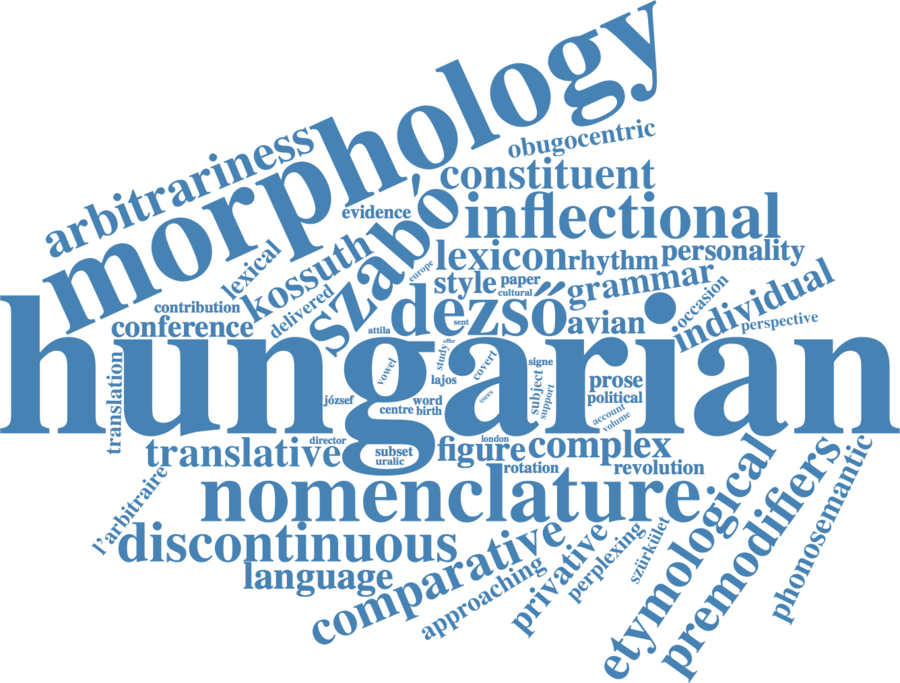 morphology
obugocentric
arbitrariness
constituent
evidence
inflectional
szabó
lexical
kossuth
lexicon
rhythm
personality
europe
style
paper
cultural
grammar
occasion
individual
contribution
delivered
conference
attila
dezső
sent
avian
perspective
hungarian
translation
vowel
study
offer
covert
signe
lajos
subject
support
prose
political
józsef
centre
word
birth
account
volume
director
translative
subset
uralic
figure
london
complex
rotation
revolution
l'arbitraire
nomenclature
discontinuous
language
comparative
approaching
privative
perplexing
szürkület
etymological
premodifiers
phonosemantic